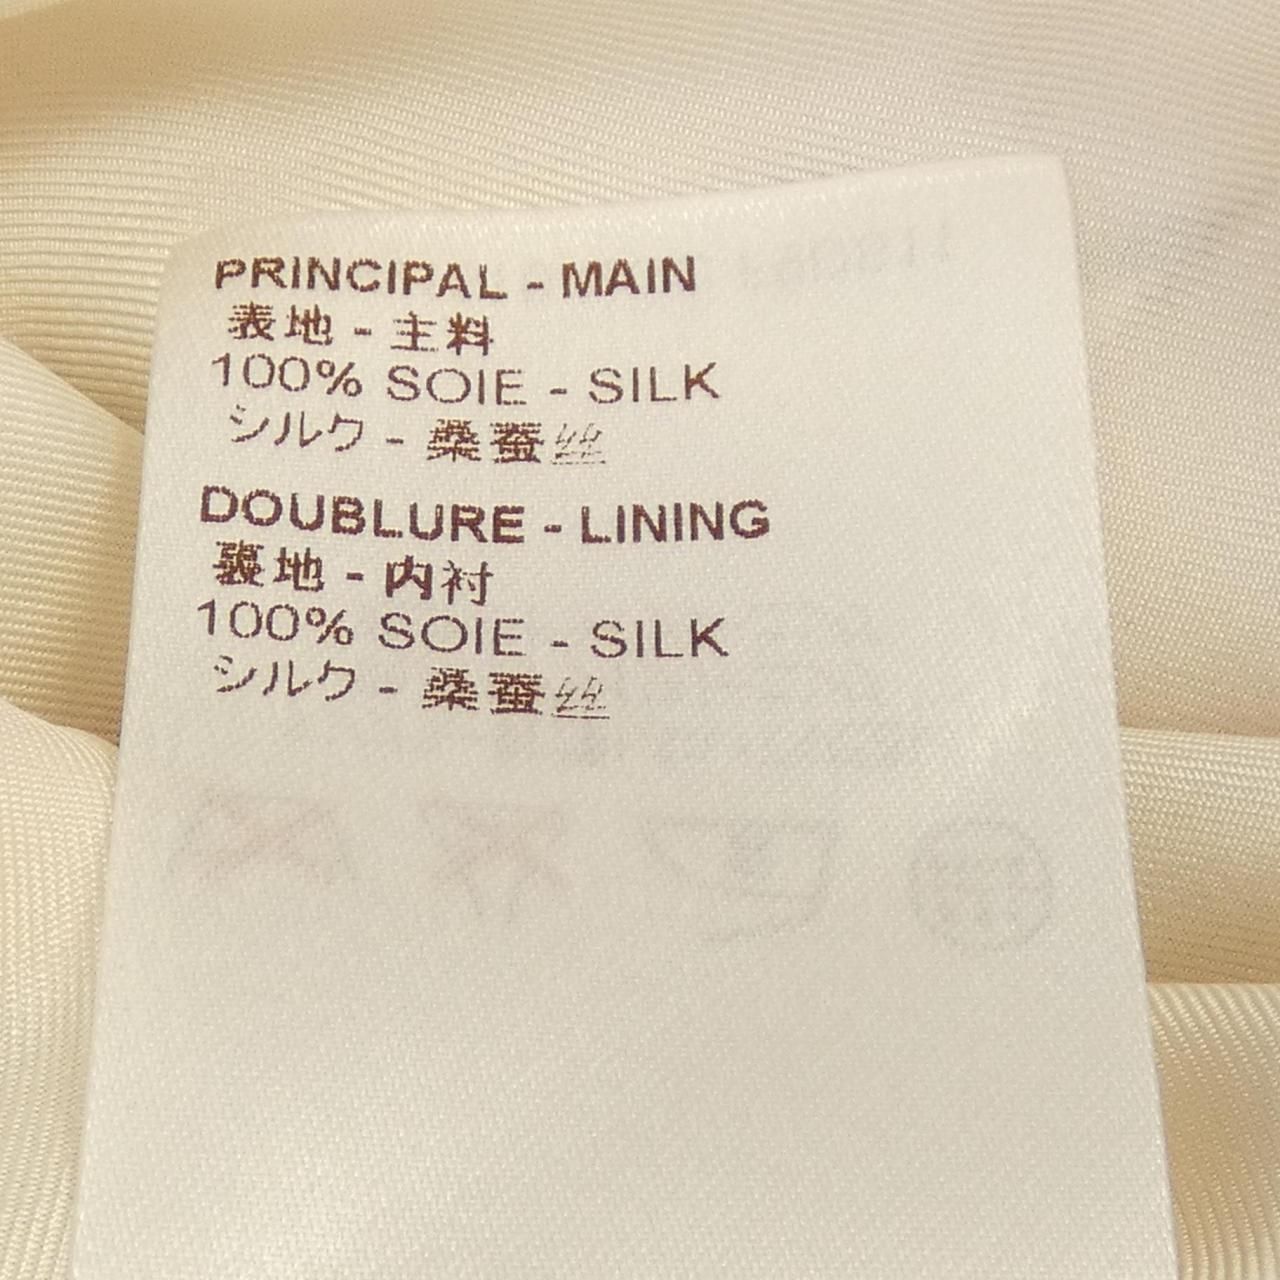 PRINCIPAL - MAIN
表地 - 主料
100% SOIE - SILK
シルク - 桑蚕丝
DOUBLURE - LINING
裏地 - 内衬
100% SOIE - SILK
シルク - 桑蚕丝